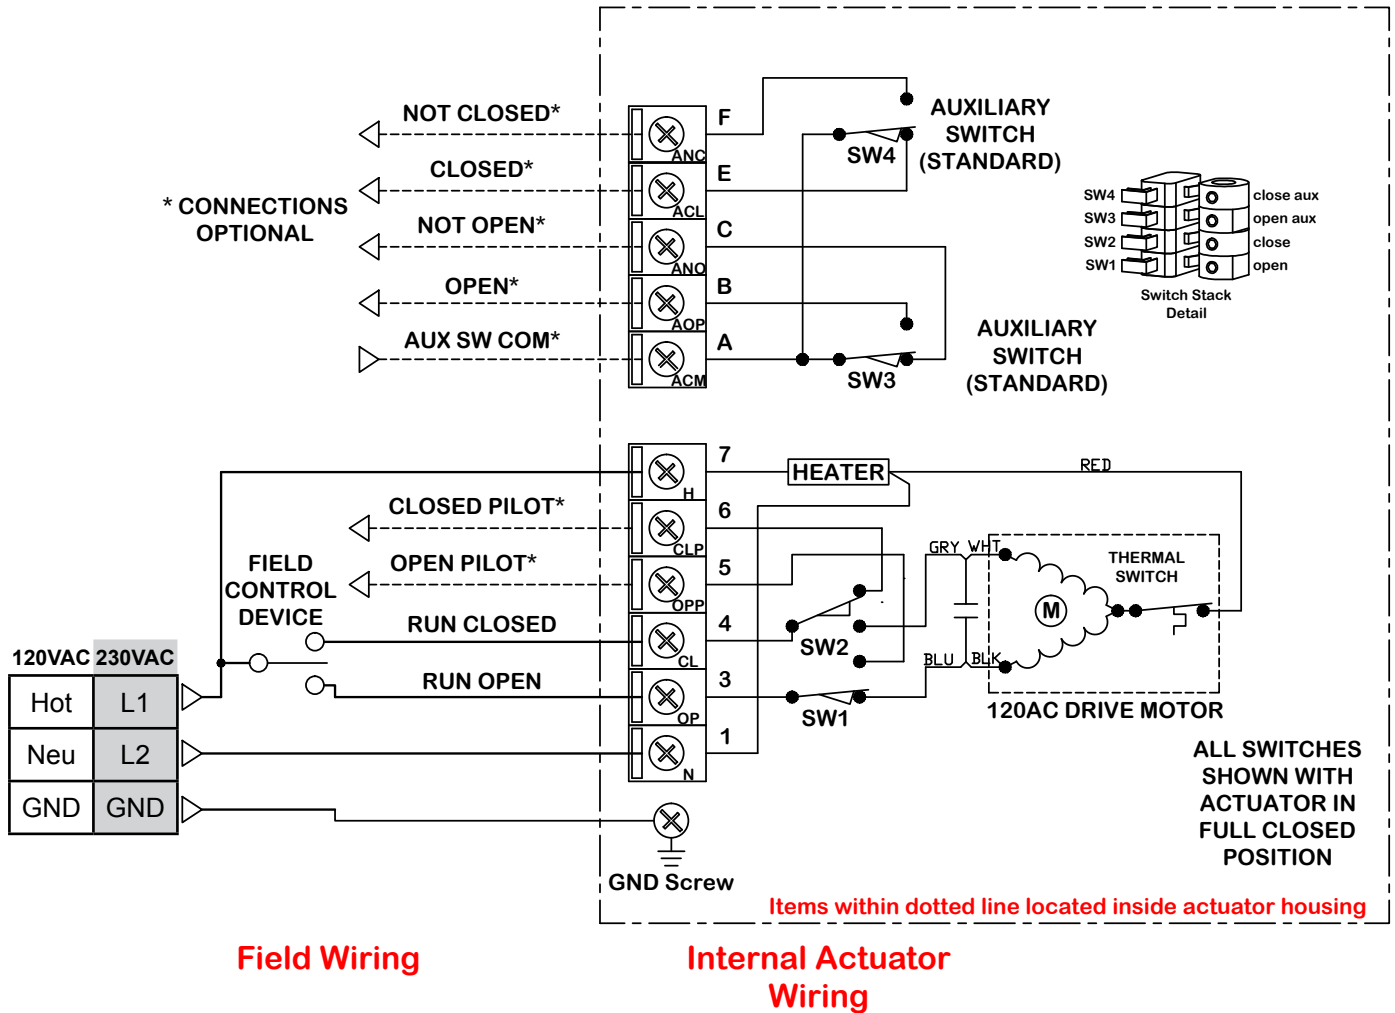 NOT CLOSED*
CLOSED*
* CONNECTIONS
OPTIONAL
NOT OPEN*
OPEN*
AUX SW COM*
F
ANC
E
ACL
C
ANO
B
AOP
A
ACM
SW4
AUXILIARY
SWITCH
(STANDARD)
SW3
AUXILIARY
SWITCH
(STANDARD)
SW4
close aux
SW3
open aux
SW2
close
SW1
open
Switch Stack
Detail
7
H
HEATER
RED
CLOSED PILOT*
6
CLP
OPEN PILOT*
5
OPP
FIELD
CONTROL
DEVICE
RUN CLOSED
4
CL
RUN OPEN
3
OP
1
N
SW2
SW1
GRY WHT
BLU BLK
M
THERMAL
SWITCH
120AC DRIVE MOTOR
120VAC 230VAC
Hot L1
Neu L2
GND GND
GND Screw
ALL SWITCHES
SHOWN WITH
ACTUATOR IN
FULL CLOSED
POSITION
Items within dotted line located inside actuator housing
Field Wiring
Internal Actuator
Wiring